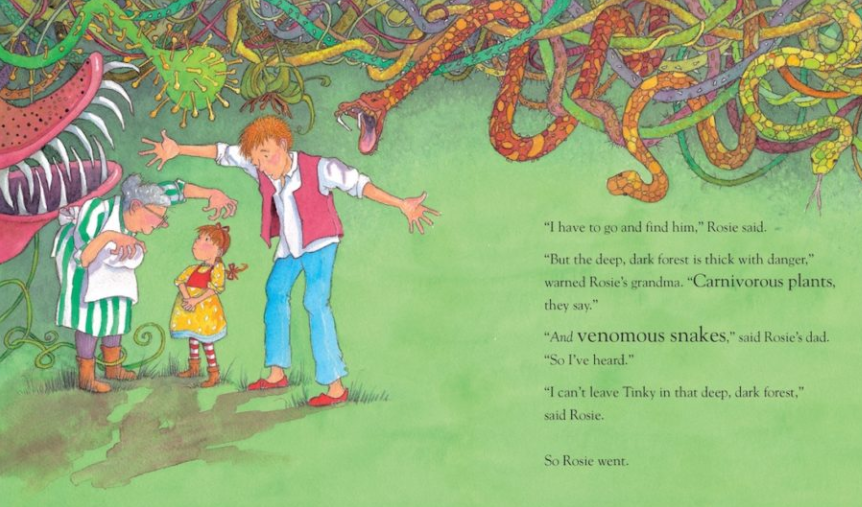 “I have to go and find him,” Rosie said.
“But the deep, dark forest is thick with danger,”
warned Rosie’s grandma. “Carnivorous plants,
they say.”
“And venomous snakes,” said Rosie’s dad.
“So I’ve heard.”
“I can’t leave Tinky in that deep, dark forest,”
said Rosie.
So Rosie went.